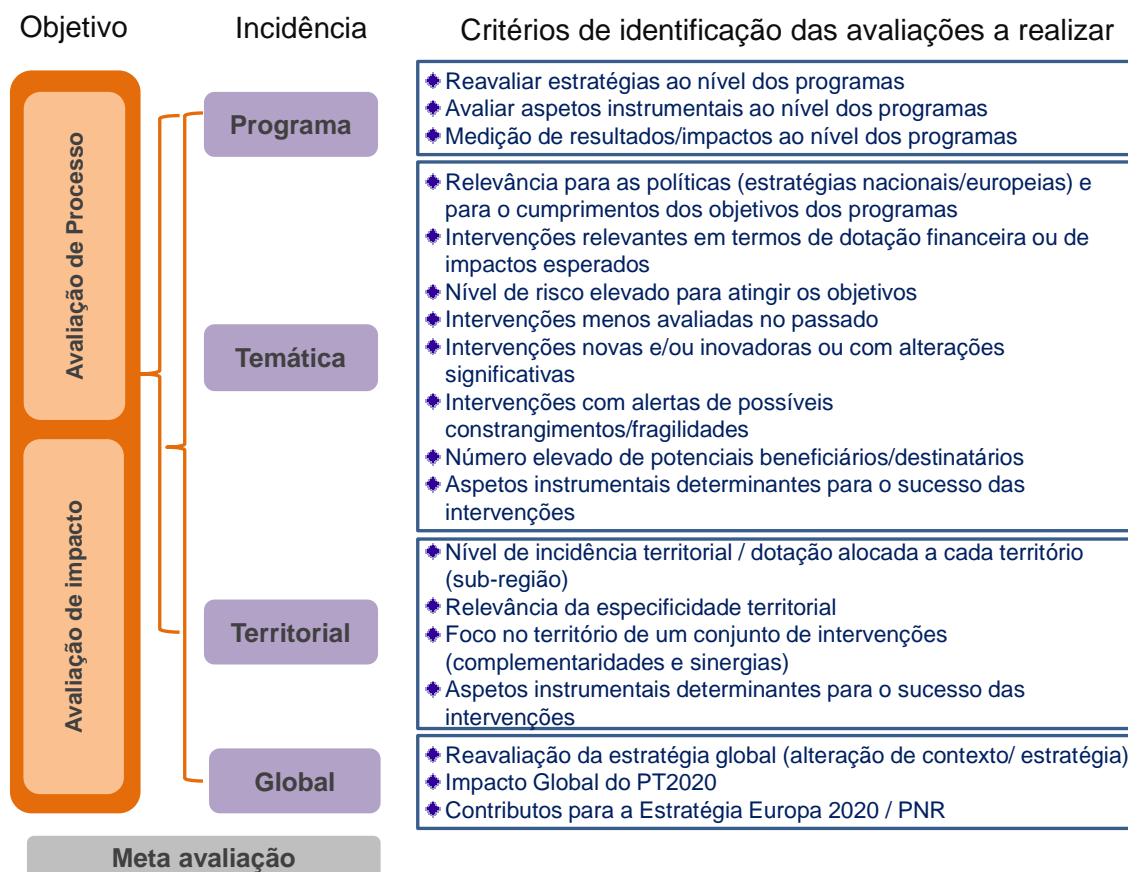 Objetivo
Incidência
Critérios de identificação das avaliações a realizar
Avaliação de Processo
Avaliação de impacto
Programa
Reavaliar estratégias ao nível dos programas
Avaliar aspetos instrumentais ao nível dos programas
Medição de resultados/impactos ao nível dos programas
Temática
Relevância para as políticas (estratégias nacionais/europeias) e
para o cumprimentos dos objetivos dos programas
Intervenções relevantes em termos de dotação financeira ou de
impactos esperados
Nível de risco elevado para atingir os objetivos
Intervenções menos avaliadas no passado
Intervenções novas e/ou inovadoras ou com alterações
significativas
Intervenções com alertas de possíveis
constrangimentos/fragilidades
Número elevado de potenciais beneficiários/destinatários
Aspetos instrumentais determinantes para o sucesso das
intervenções
Territorial
Nível de incidência territorial / dotação alocada a cada território
(sub-região)
Relevância da especificidade territorial
Foco no território de um conjunto de intervenções
(complementaridades e sinergias)
Aspetos instrumentais determinantes para o sucesso das
intervenções
Global
Reavaliação da estratégia global (alteração de contexto/ estratégia)
Impacto Global do PT2020
Contributos para a Estratégia Europa 2020 / PNR
Meta avaliação